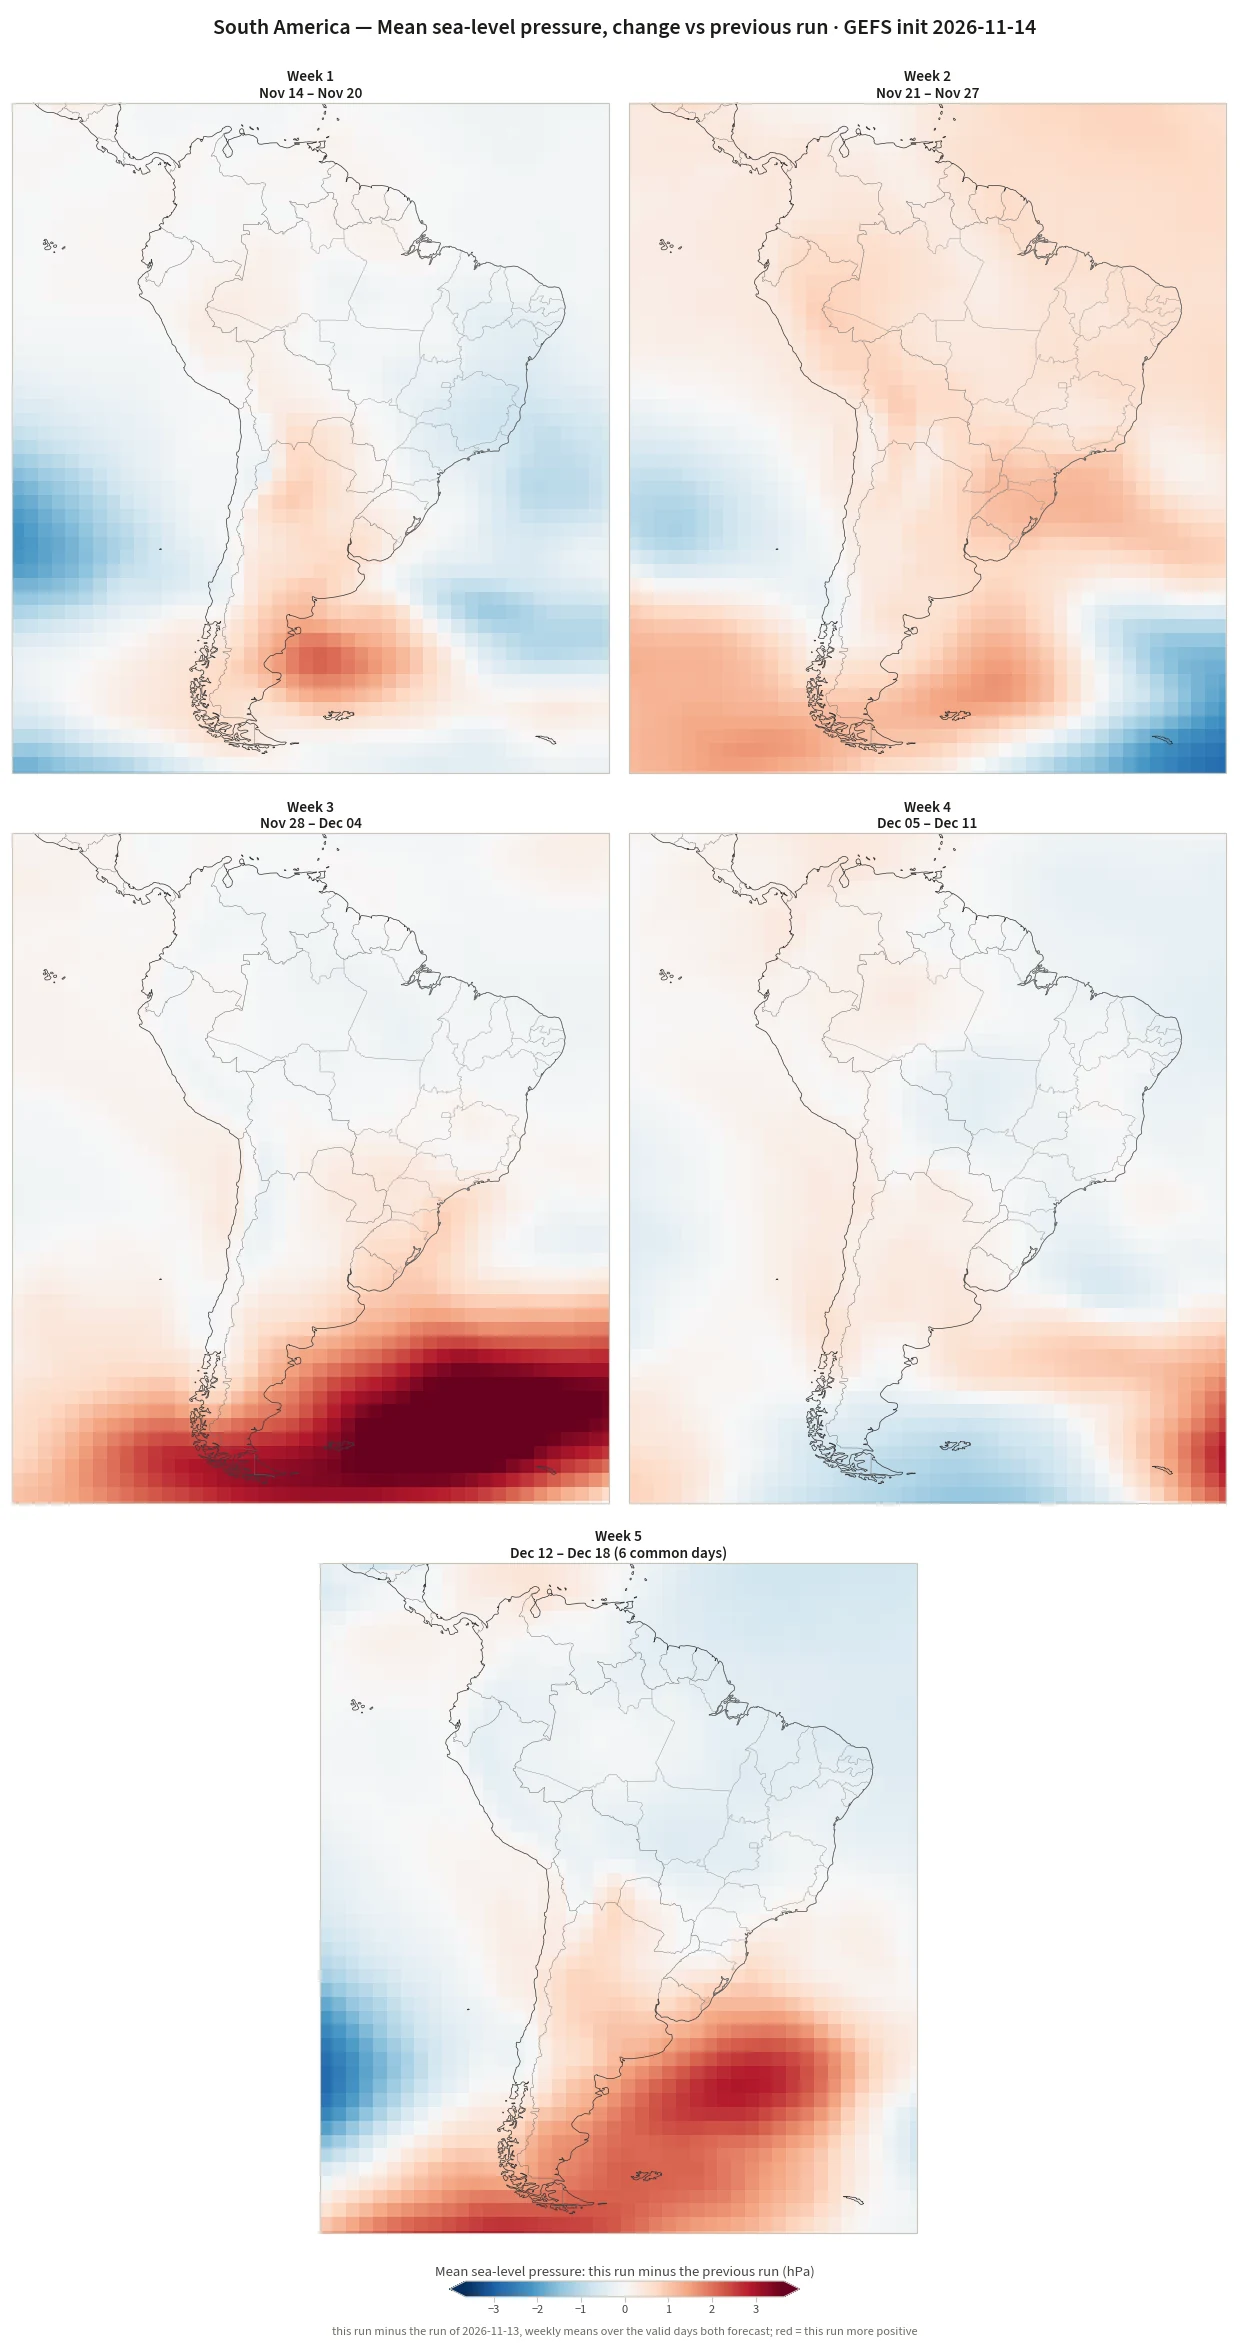 South America — Mean sea-level pressure, change vs previous run · GEFS init 2026-11-14
Week 1
Nov 14 – Nov 20
Week 2
Nov 21 – Nov 27
Week 3
Nov 28 – Dec 04
Week 4
Dec 05 – Dec 11
Week 5
Dec 12 – Dec 18 (6 common days)
Mean sea-level pressure: this run minus the previous run (hPa)
−3 −2 −1 0 1 2 3
this run minus the run of 2026-11-13, weekly means over the valid days both forecast; red = this run more positive